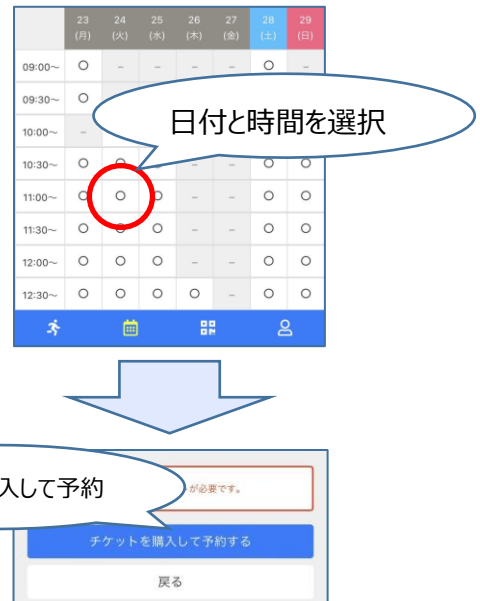 23 24 25 26 27 28 29
(月) (火) (水) (木) (金) (土) (日)
09:00～ ○ － － － － ○ －
09:30～ ○
日付と時間を選択
10:00～ －
10:30～ ○ ○ － － － ○ ○
11:00～ ○ ○ ○ － － ○ ○
11:30～ ○ ○ ○ － － ○ ○
12:00～ ○ ○ ○ － － ○ ○
12:30～ ○ ○ ○ ○ － ○ ○
入して予約
が必要です。
チケットを購入して予約する
戻る